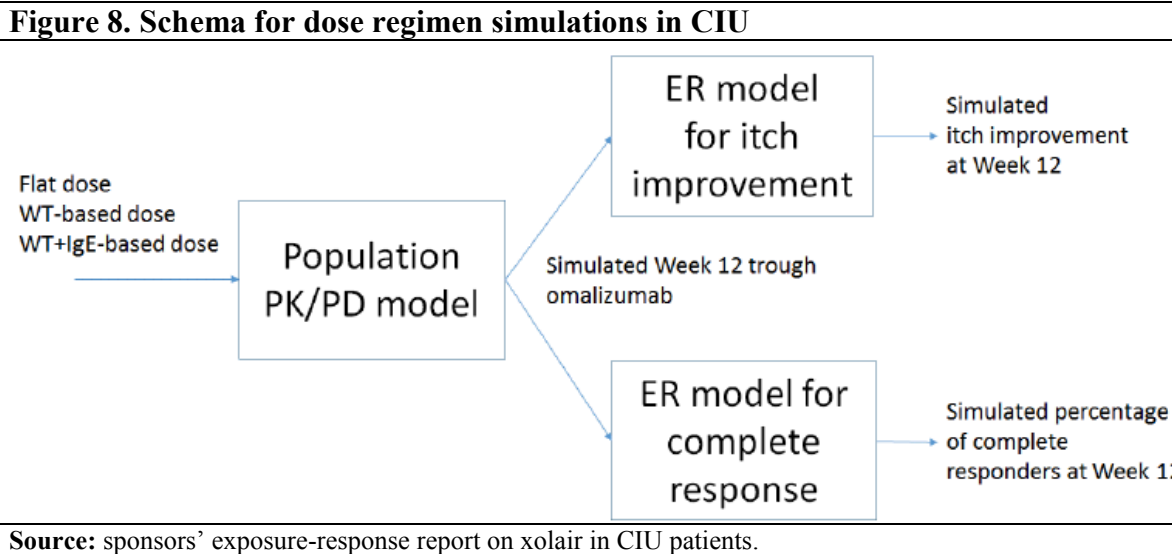 Figure 8. Schema for dose regimen simulations in CIU
Flat dose
WT-based dose
WT+IgE-based dose
Population
PK/PD model
Simulated Week 12 trough
omalizumab
ER model
for itch
improvement
Simulated
itch improvement
at Week 12
ER model for
complete
response
Simulated percentage
of complete
responders at Week 12
Source: sponsors’ exposure-response report on xolair in CIU patients.